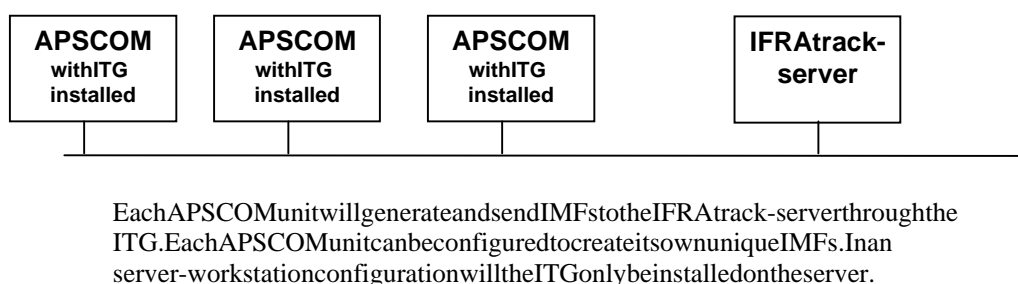 APSCOM
withITG
installed
APSCOM
withITG
installed
APSCOM
withITG
installed
IFRAtrack-
server
EachAPSCOMunitwillgenerateandsendIMFstotheIFRAtrack-serverthroughthe
ITG.EachAPSCOMunitcanbeconfiguredtocreateitsownuniqueIMFs.Inan
server-workstationconfigurationwilltheITGonlybeinstalledontheserver.